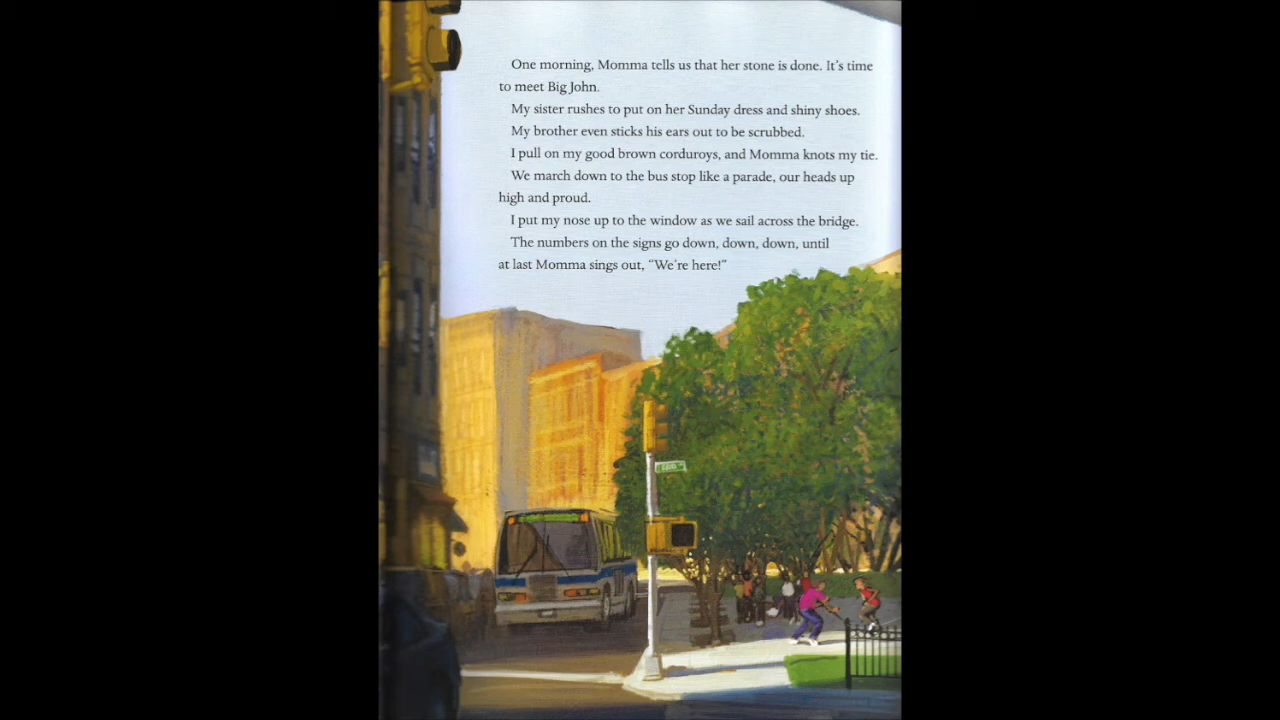 One morning, Momma tells us that her stone is done. It's time
to meet Big John.
My sister rushes to put on her Sunday dress and shiny shoes.
My brother even sticks his ears out to be scrubbed.
I pull on my good brown corduroys, and Momma knots my tie.
We march down to the bus stop like a parade, our heads up
high and proud.
I put my nose up to the window as we sail across the bridge.
The numbers on the signs go down, down, down, until
at last Momma sings out, "We're here!"